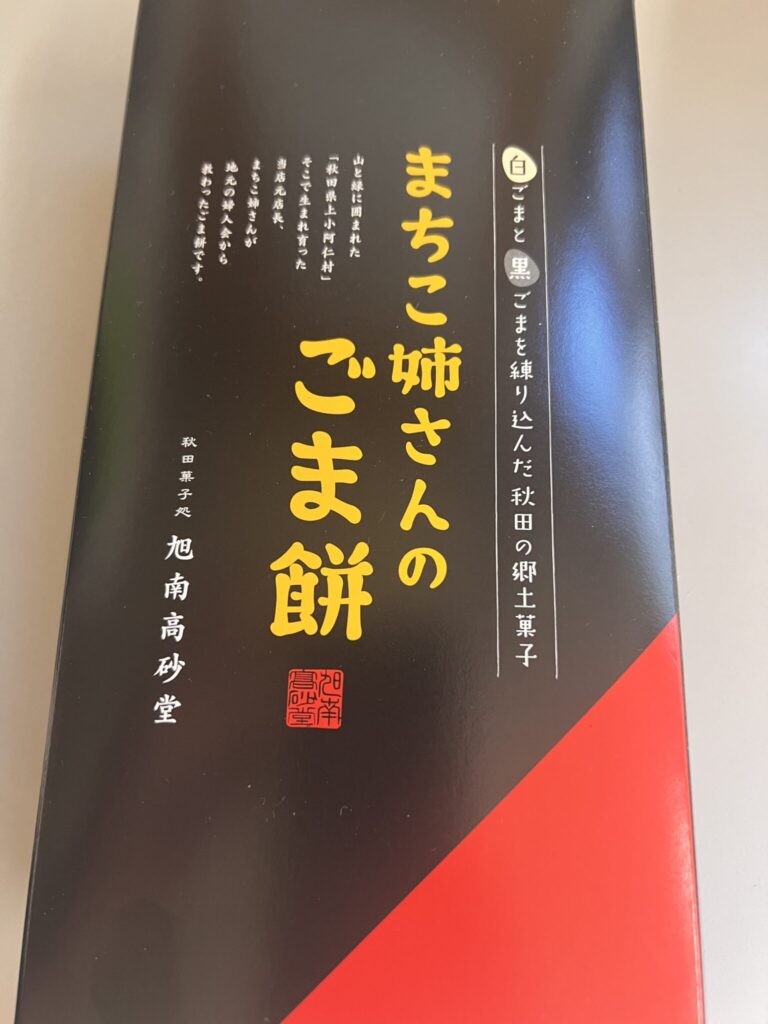 白ごまと黒ごまを練り込んだ秋田の郷土菓子
まちこ姉さんの
ごま餅
山と緑に囲まれた
「秋田県上小阿仁村」
そこで生まれ育った
当店元店長、
まちこ姉さんが
地元の婦人会から
教わったごま餅です。
秋田菓子処 旭南高砂堂
旭南
高砂堂